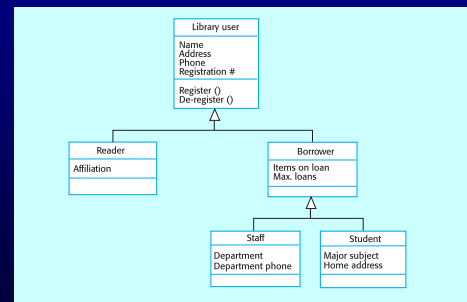 Library user
Name
Address
Phone
Registration #
Register ()
De-register ()
Reader
Affiliation
Borrower
Items on loan
Max. loans
Staff
Department
Department phone
Student
Major subject
Home address